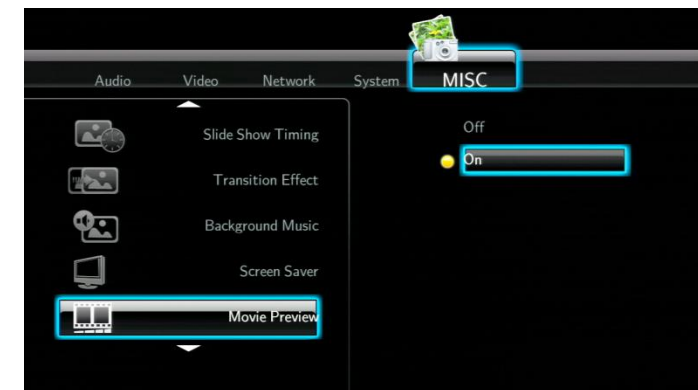 Audio Video Network System MISC
Slide Show Timing
Transition Effect
Background Music
Screen Saver
Movie Preview
Off
On